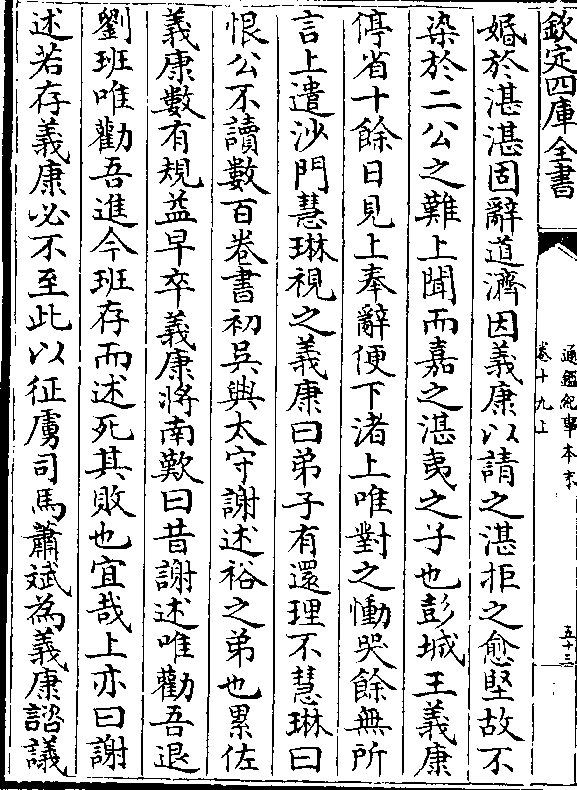 欽定四庫全書
通鑑紀事本末
卷十九上
五十三
婚於湛湛固辭道濟因義康以請之湛拒之愈堅故不
染於二公之難上聞而嘉之湛夷之子也彭城王義康
停省十餘日見上奉辭便下渚上唯對之慟哭餘無所
言上遣沙門慧琳視之義康曰弟子有還理不慧琳曰
恨公不讀數百卷書初吳興太守謝述裕之弟也累佐
義康數有規益早卒義康將南歎曰昔謝述唯勸吾退
劉班唯勸吾進今班存而述死其敗也宜哉上亦曰謝
述若存義康必不至此以征虜司馬蕭斌為義康諮議